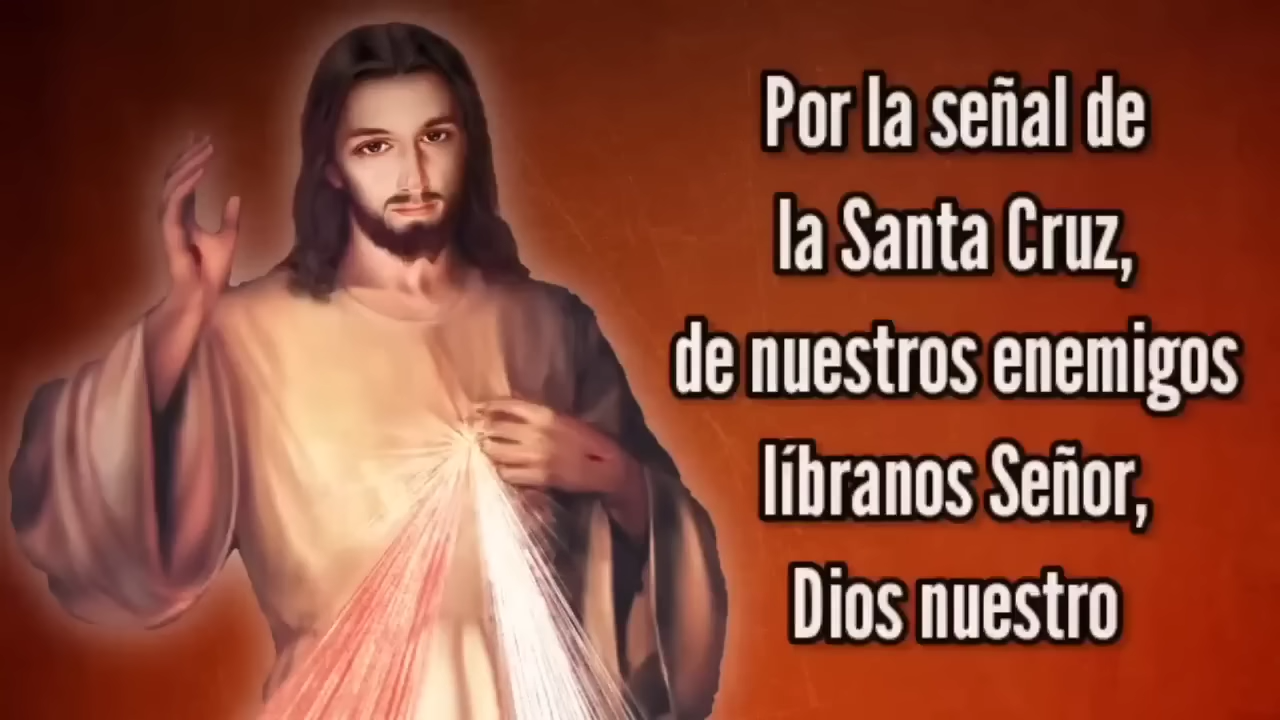 Por la señal de
la Santa Cruz,
de nuestros enemigos
líbranos Señor,
Dios nuestro